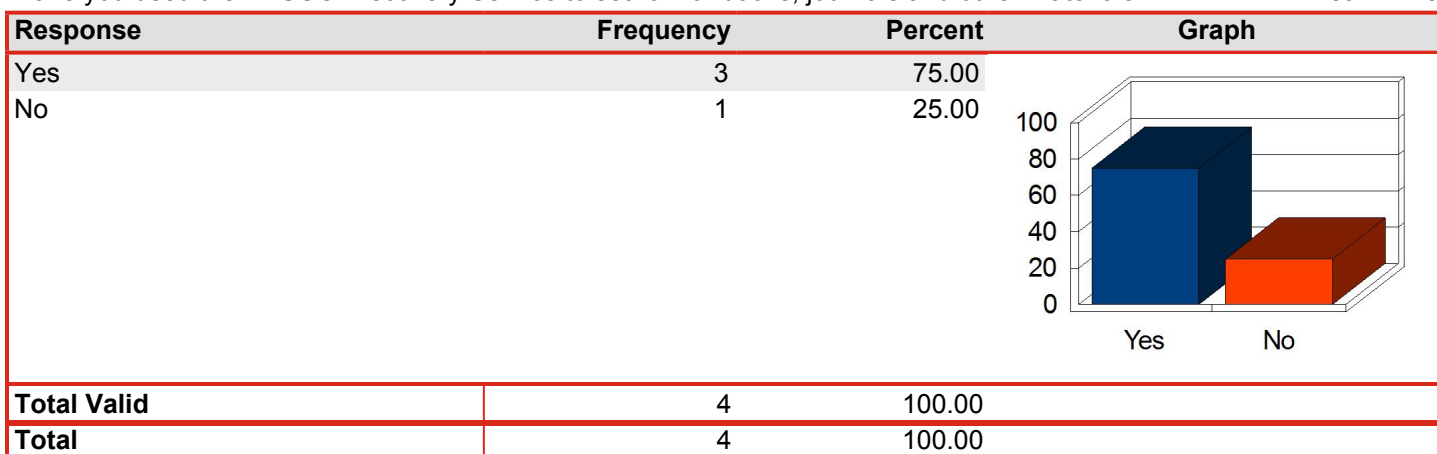 Response Frequency Percent Graph
Yes 3 75.00
No 1 25.00
100
80
60
40
20
0
Yes No
Total Valid 4 100.00
Total 4 100.00